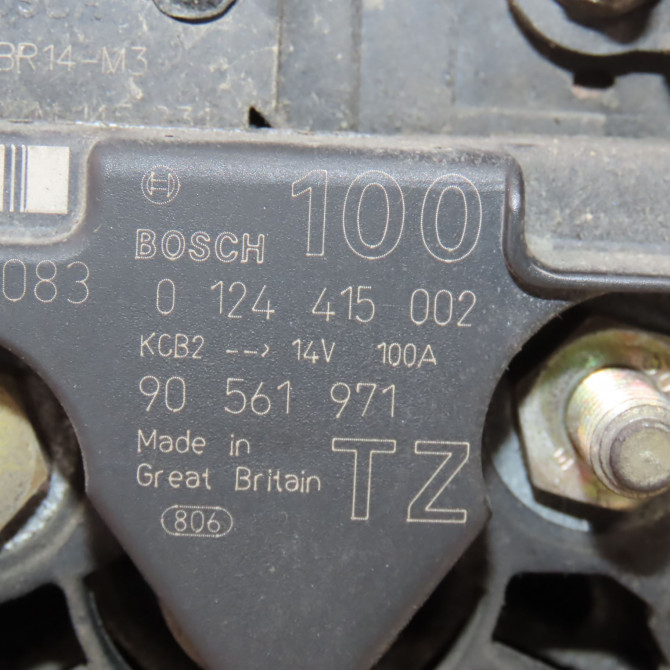 BR14-M3
100
BOSCH
083
0 124 415 002
KCB2 --> 14V 100A
90 561 971
Made in
Great Britain
TZ
806